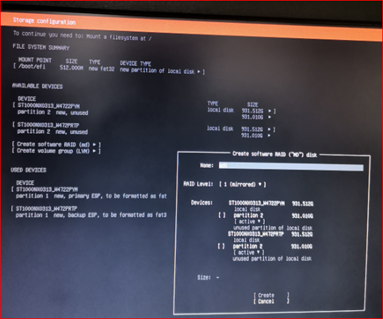 Storage configuration
To continue you need to: Mount a filesystem at /
FILE SYSTEM SUMMARY
MOUNT POINT SIZE TYPE DEVICE TYPE
[ /boot/efi 512.000M new fat32 new partition of local disk ▸ ]
AVAILABLE DEVICES
DEVICE TYPE SIZE
[ ST1000NX0313_W4722PYM local disk 931.512G
partition 2 new, unused 931.010G
[ ST1000NX0313_W472PRTP local disk 931.512G
partition 2 new, unused 931.010G
[ Create software RAID (md) ▸ ]
[ Create volume group (LVM) ▸ ]
USED DEVICES
DEVICE
[ ST1000NX0313_W4722PYM
partition 1 new, primary ESP, to be formatted as fat
[ ST1000NX0313_W472PRTP
partition 1 new, backup ESP, to be formatted as fat3
Create software RAID ("MD") disk
Name:
RAID Level: [ 1 (mirrored) ▾ ]
Devices: ST1000NX0313_W4722PYM 931.512G
local disk
[ ] partition 2 931.010G
[ active ▾ ]
unused partition of local disk
ST1000NX0313_W472PRTP 931.512G
local disk
[ ] partition 2 931.010G
[ active ▾ ]
unused partition of local disk
Size: -
[ Create ]
[ Cancel ]